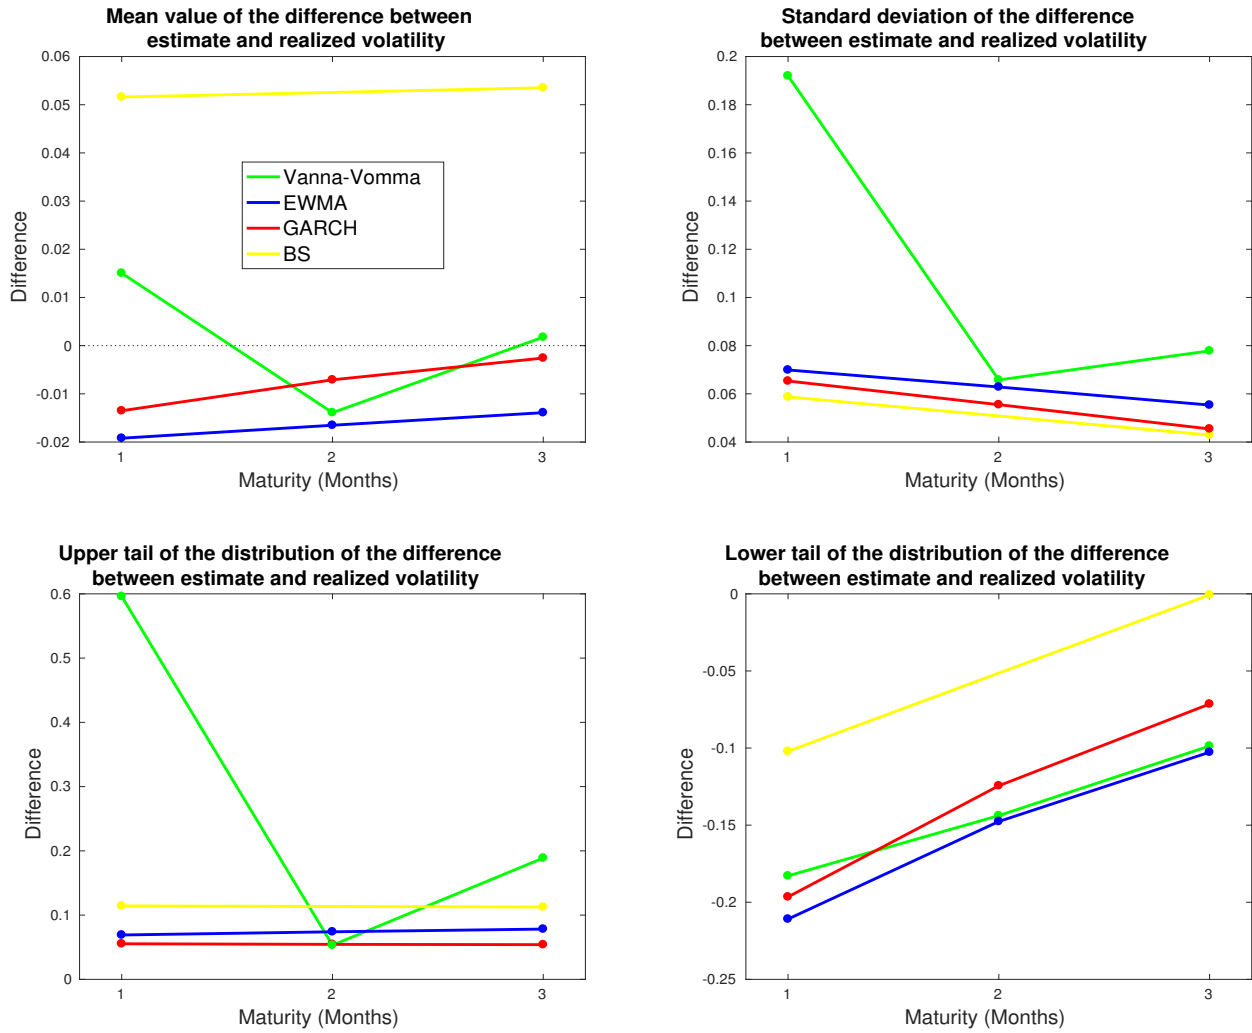 Mean value of the difference between
estimate and realized volatility
0.06
0.05
0.04
0.03
0.02
0.01
0
-0.01
-0.02
Difference
Vanna-Vomma
EWMA
GARCH
BS
1
2
3
Maturity (Months)
Standard deviation of the difference
between estimate and realized volatility
0.2
0.18
0.16
0.14
0.12
0.1
0.08
0.06
0.04
Difference
1
2
3
Maturity (Months)
Upper tail of the distribution of the difference
between estimate and realized volatility
0.6
0.5
0.4
0.3
0.2
0.1
0
Difference
1
2
3
Maturity (Months)
Lower tail of the distribution of the difference
between estimate and realized volatility
0
-0.05
-0.1
-0.15
-0.2
-0.25
Difference
1
2
3
Maturity (Months)